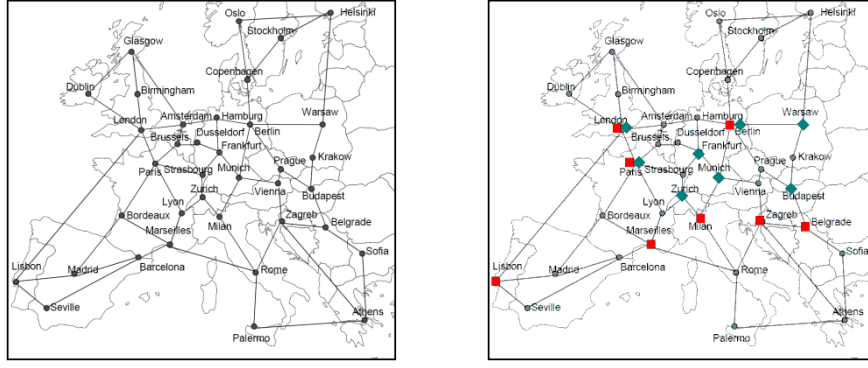 Oslo
Helsinki
Stockholm
Glasgow
Copenhagen
Dublin
Birmingham
Hamburg
Warsaw
London
Amsterdam
Berlin
Brussels
Dusseldorf
Frankfurt
Paris
Strasbourg
Prague
Krakow
Munich
Zurich
Vienna
Budapest
Lyon
Bordeaux
Zagreb
Belgrade
Marseilles
Milan
Sofia
Lisbon
Madrid
Barcelona
Rome
Seville
Athens
Palermo
Oslo
Helsinki
Stockholm
Glasgow
Copenhagen
Dublin
Birmingham
Hamburg
Warsaw
London
Amsterdam
Berlin
Brussels
Dusseldorf
Frankfurt
Paris
Strasbourg
Prague
Krakow
Munich
Zurich
Vienna
Budapest
Lyon
Bordeaux
Zagreb
Belgrade
Marseilles
Milan
Sofia
Lisbon
Madrid
Barcelona
Rome
Seville
Athens
Palermo